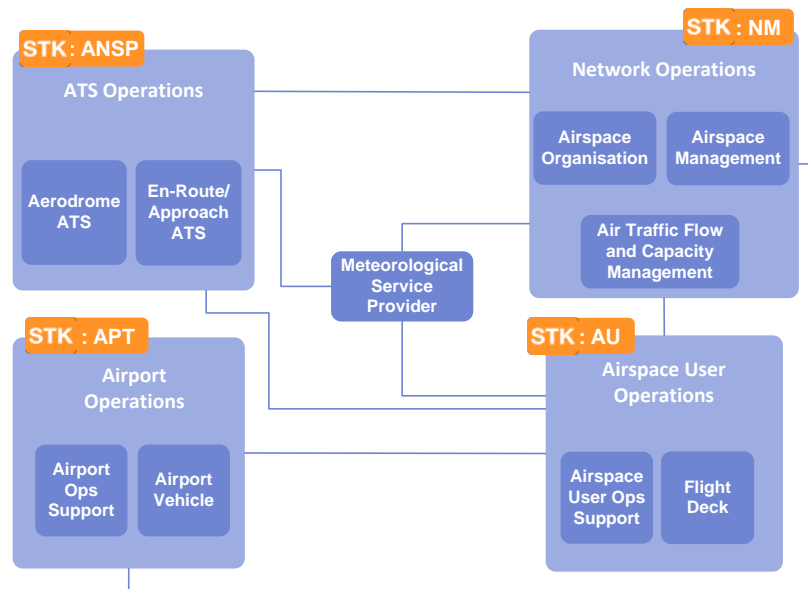 STK : ANSP
ATS Operations
Aerodrome
ATS
En-Route/
Approach
ATS
STK : NM
Network Operations
Airspace
Organisation
Airspace
Management
Air Traffic Flow
and Capacity
Management
Meteorological
Service
Provider
STK : APT
Airport
Operations
Airport
Ops
Support
Airport
Vehicle
STK : AU
Airspace User
Operations
Airspace
User Ops
Support
Flight
Deck